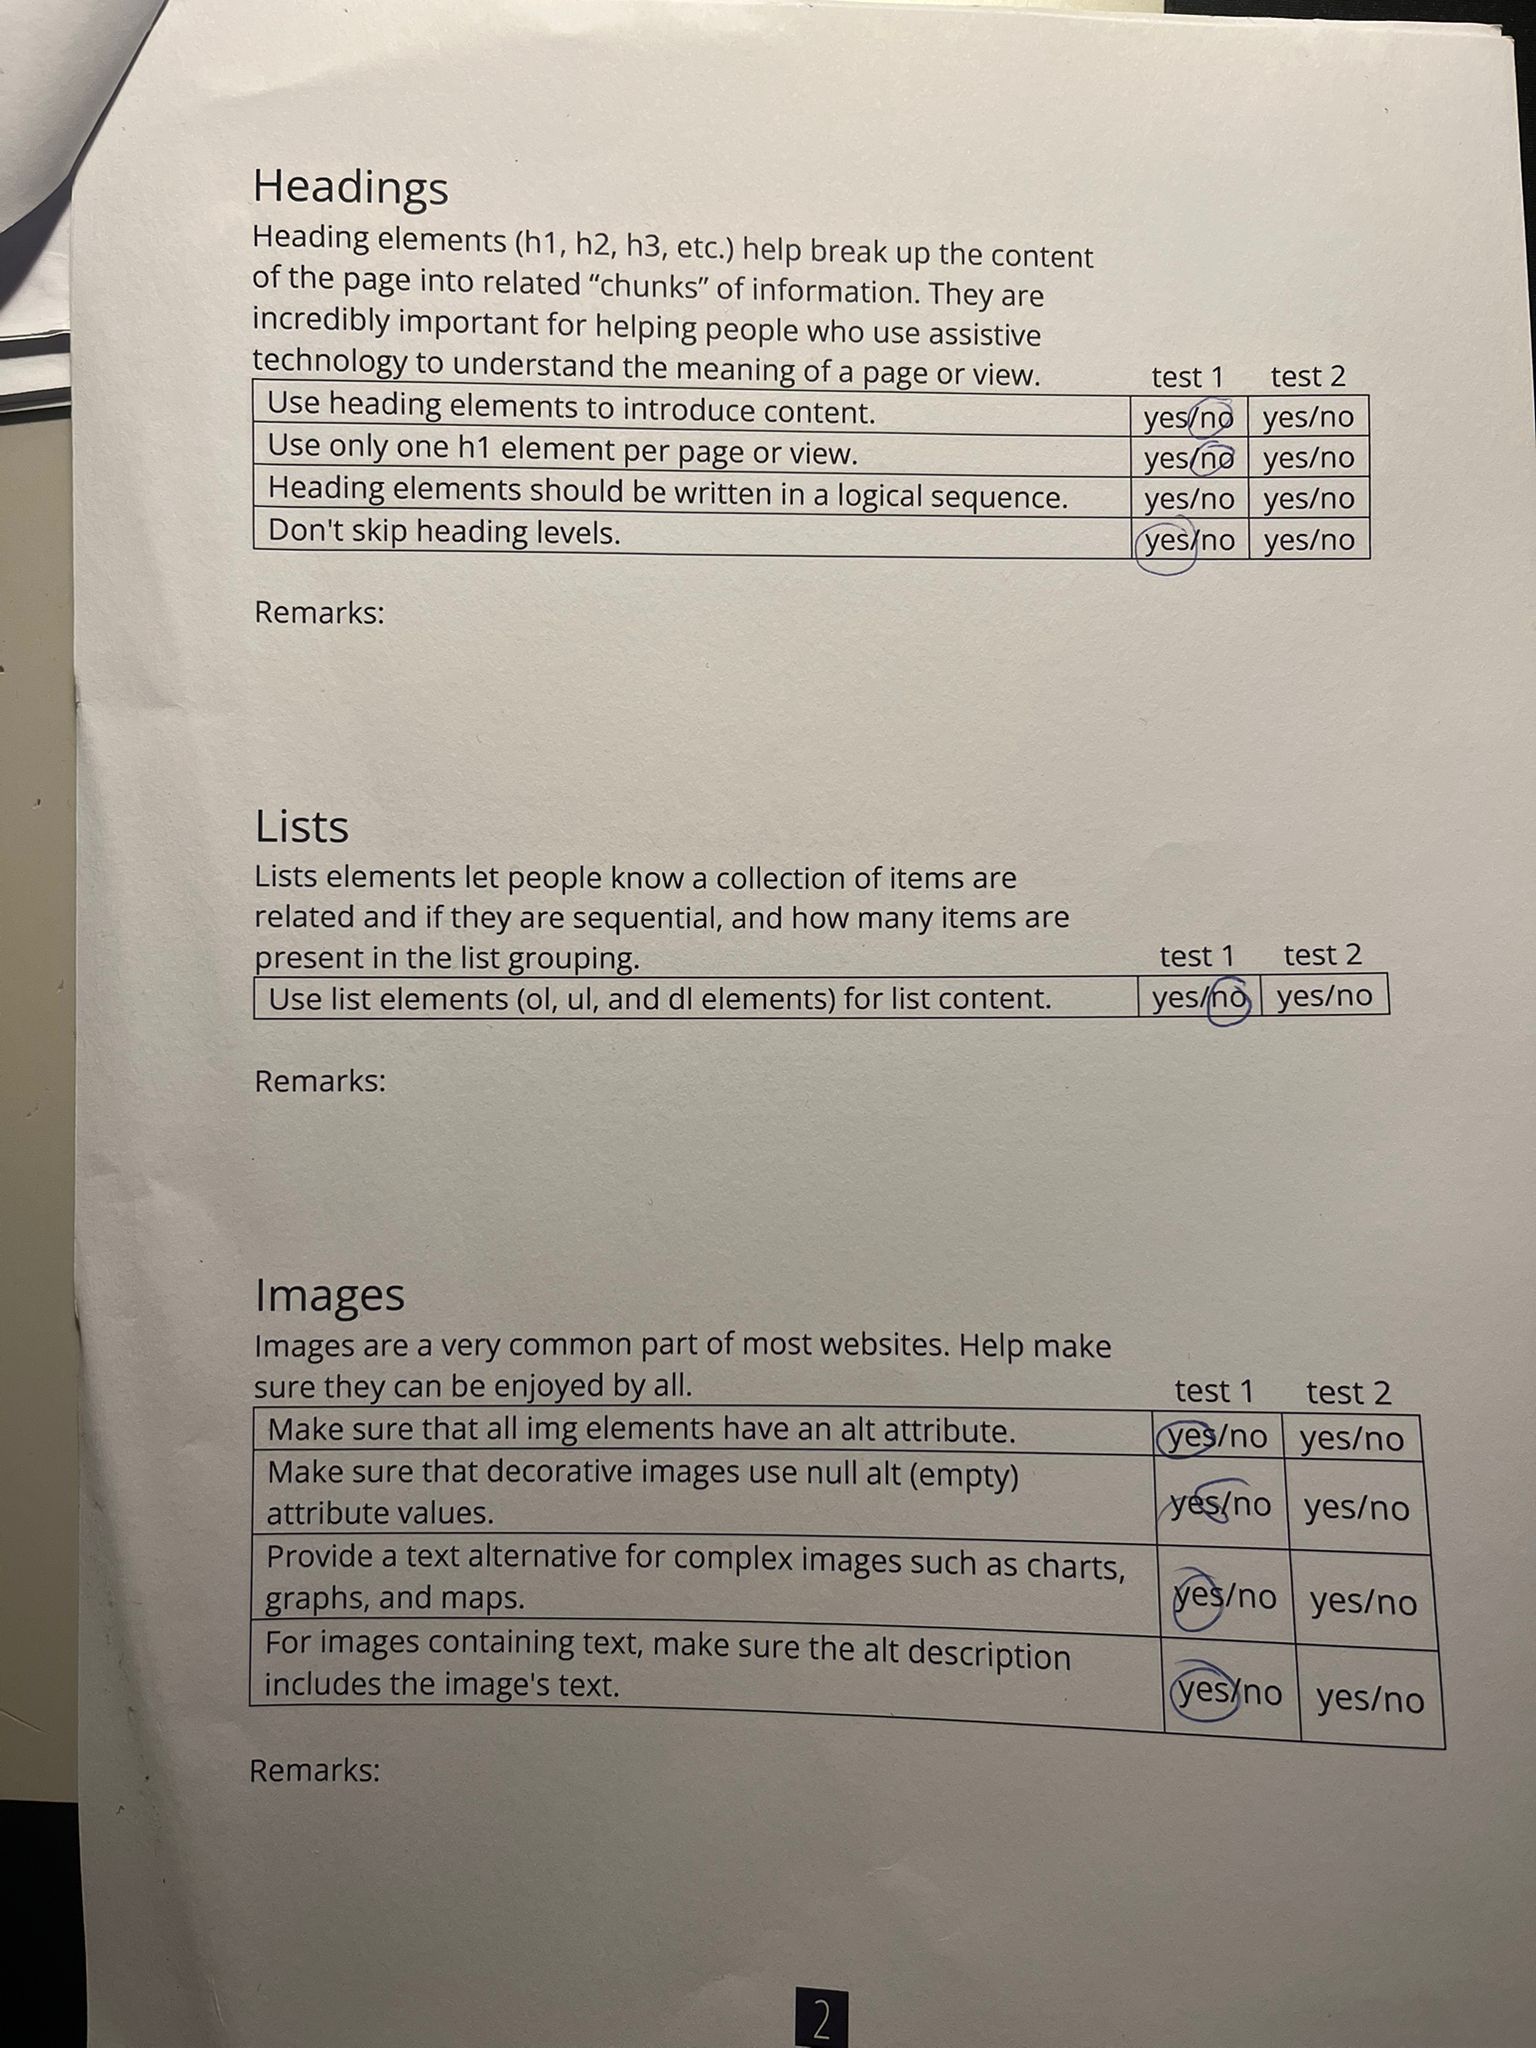 Headings
Heading elements (h1, h2, h3, etc.) help break up the content
of the page into related “chunks” of information. They are
incredibly important for helping people who use assistive
technology to understand the meaning of a page or view. test 1 test 2
Use heading elements to introduce content. yes/no yes/no
Use only one h1 element per page or view. yes/no yes/no
Heading elements should be written in a logical sequence. yes/no yes/no
Don't skip heading levels. yes/no yes/no
Remarks:
Lists
Lists elements let people know a collection of items are
related and if they are sequential, and how many items are
present in the list grouping. test 1 test 2
Use list elements (ol, ul, and dl elements) for list content. yes/no yes/no
Remarks:
Images
Images are a very common part of most websites. Help make
sure they can be enjoyed by all. test 1 test 2
Make sure that all img elements have an alt attribute. yes/no yes/no
Make sure that decorative images use null alt (empty)
attribute values. yes/no yes/no
Provide a text alternative for complex images such as charts,
graphs, and maps. yes/no yes/no
For images containing text, make sure the alt description
includes the image's text. yes/no yes/no
Remarks:
2